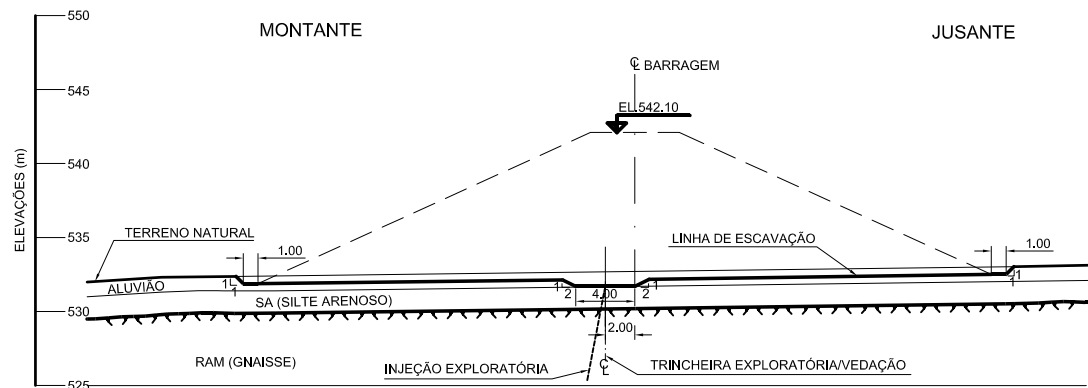 550
MONTANTE
JUSANTE
℄ BARRAGEM
545
EL.542.10
540
ELEVAÇÕES (m)
535
TERRENO NATURAL
1.00
LINHA DE ESCAVAÇÃO
1.00
1
1
ALUVIÃO
SA (SILTE ARENOSO)
1
2
4.00
2
1
1
1
530
2.00
RAM (GNAISSE)
INJEÇÃO EXPLORATÓRIA
℄
TRINCHEIRA EXPLORATÓRIA/VEDAÇÃO
525